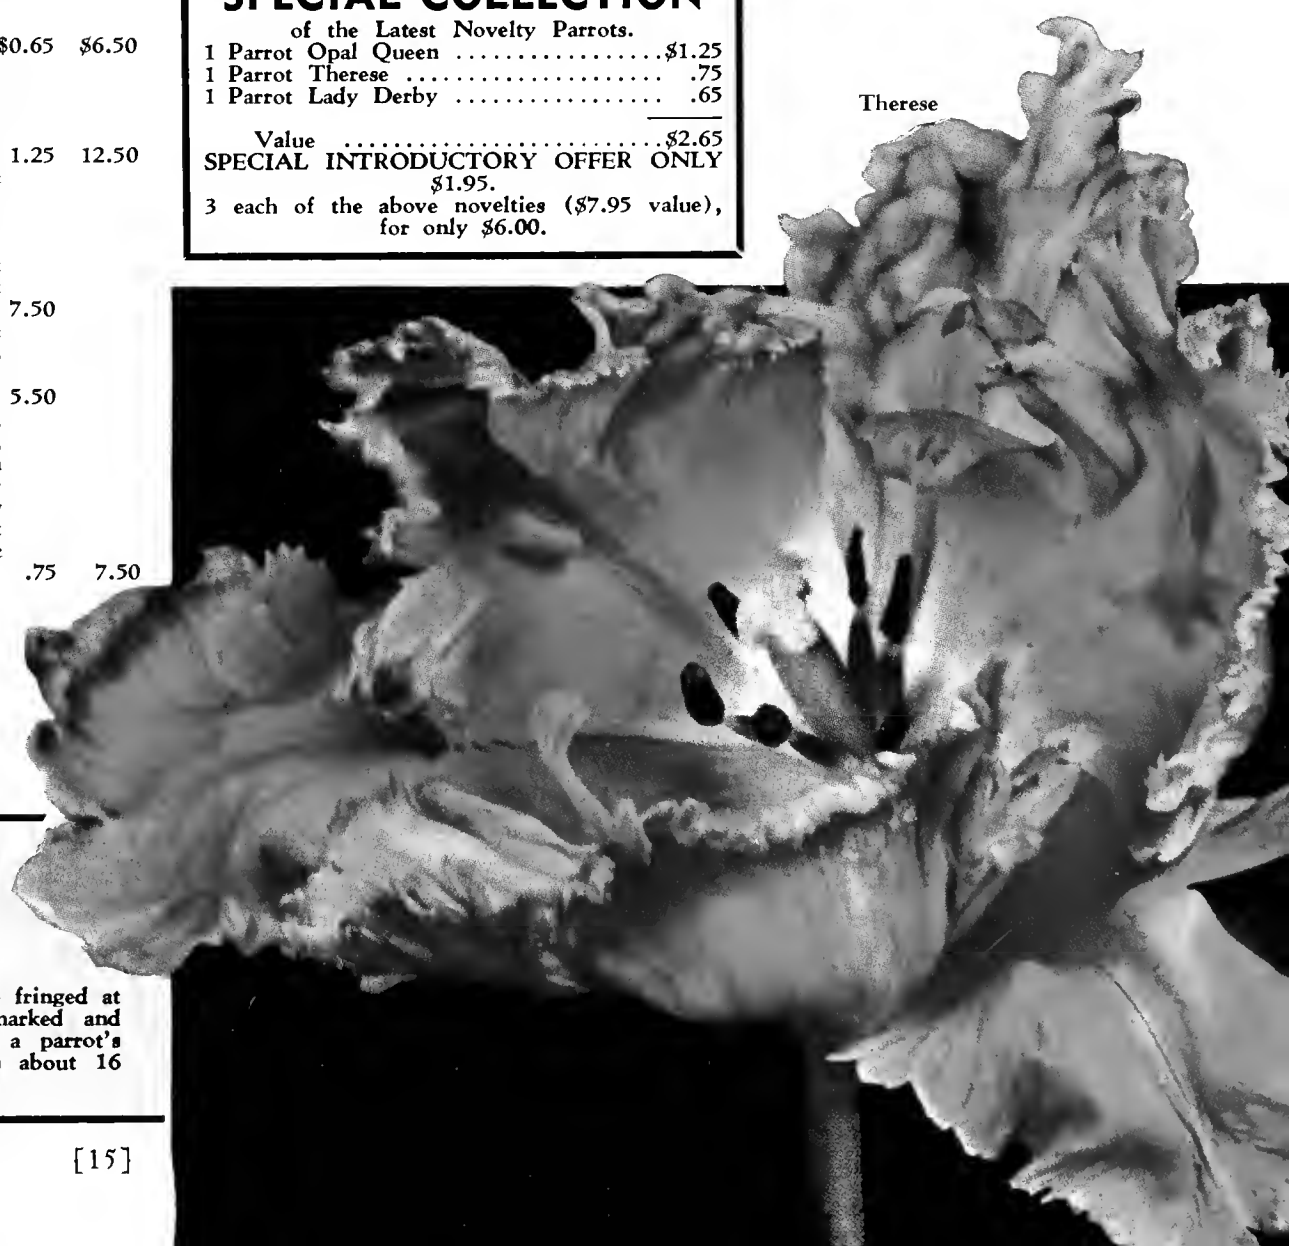 $0.65 $6.50
1.25 12.50
7.50
5.50
.75 7.50
SPECIAL COLLECTION
of the Latest Novelty Parrots.
1 Parrot Opal Queen ..................$1.25
1 Parrot Therese ..................... .75
1 Parrot Lady Derby ................. .65
Value ..........................$2.65
SPECIAL INTRODUCTORY OFFER ONLY
$1.95.
3 each of the above novelties ($7.95 value),
for only $6.00.
Therese
fringed at
and
a parrot's
about 16
[15]